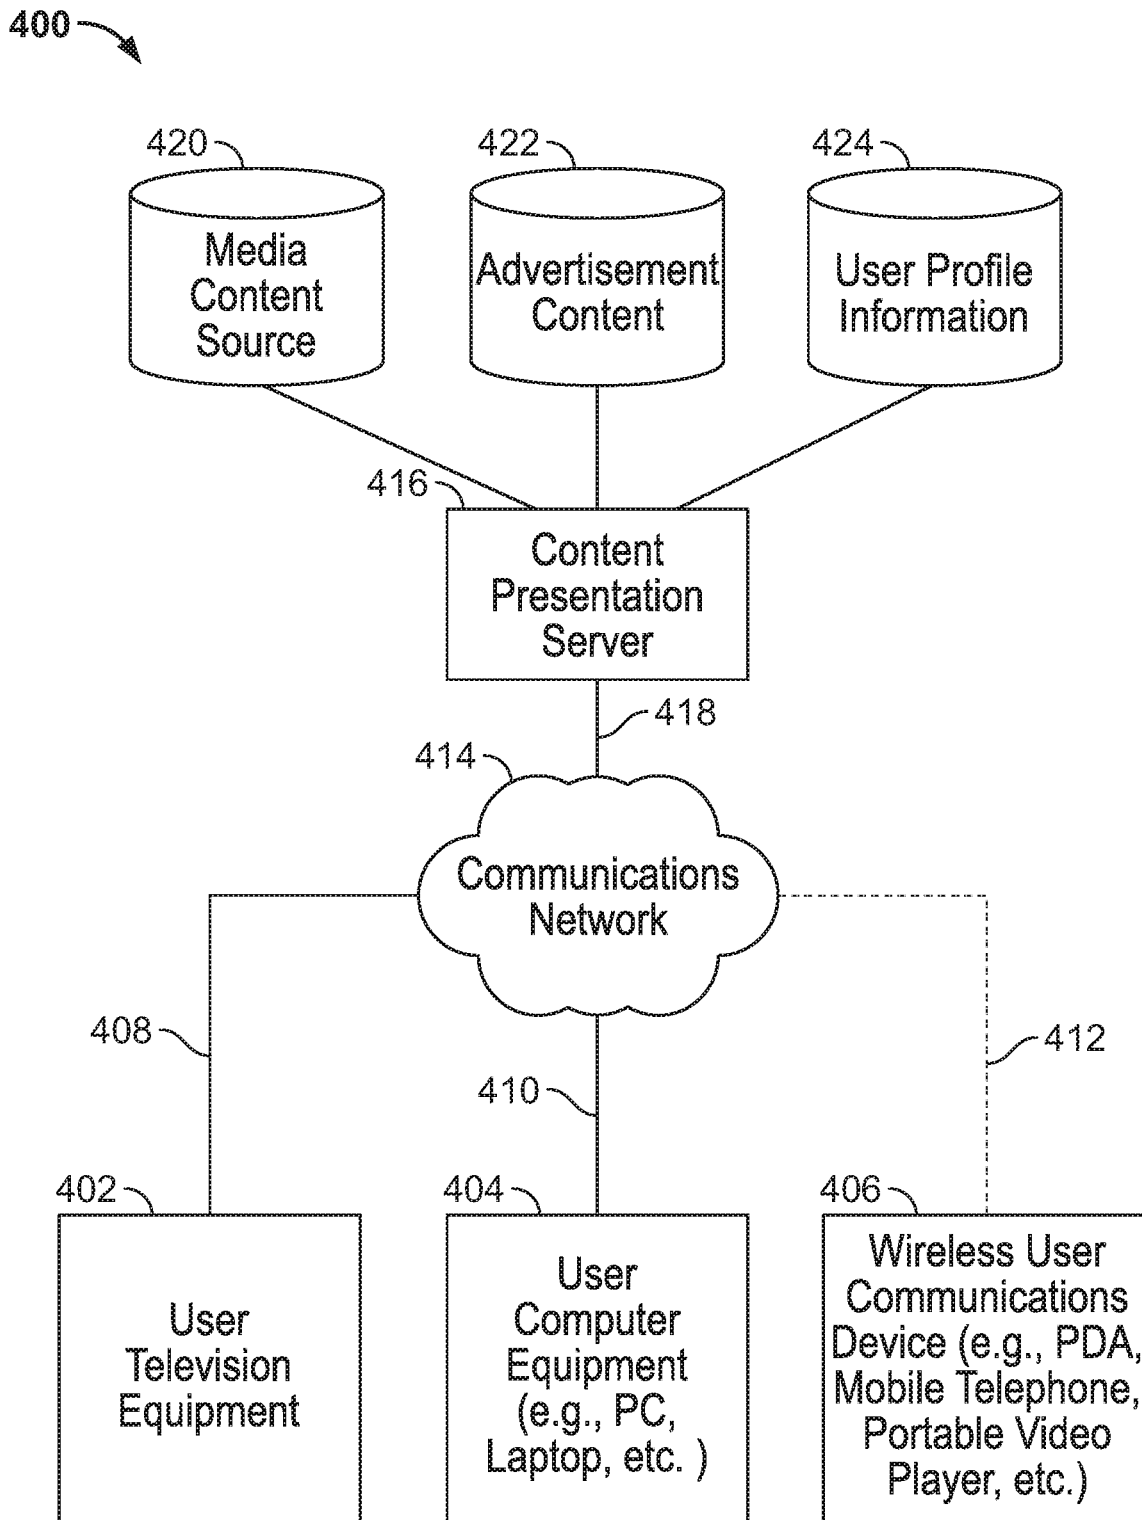 400
420
422
424
Media
Content
Source
Advertisement
Content
User Profile
Information
416
Content
Presentation
Server
418
414
Communications
Network
408
410
412
402
404
406
User
Television
Equipment
User
Computer
Equipment
(e.g., PC,
Laptop, etc. )
Wireless User
Communications
Device (e.g., PDA,
Mobile Telephone,
Portable Video
Player, etc.)